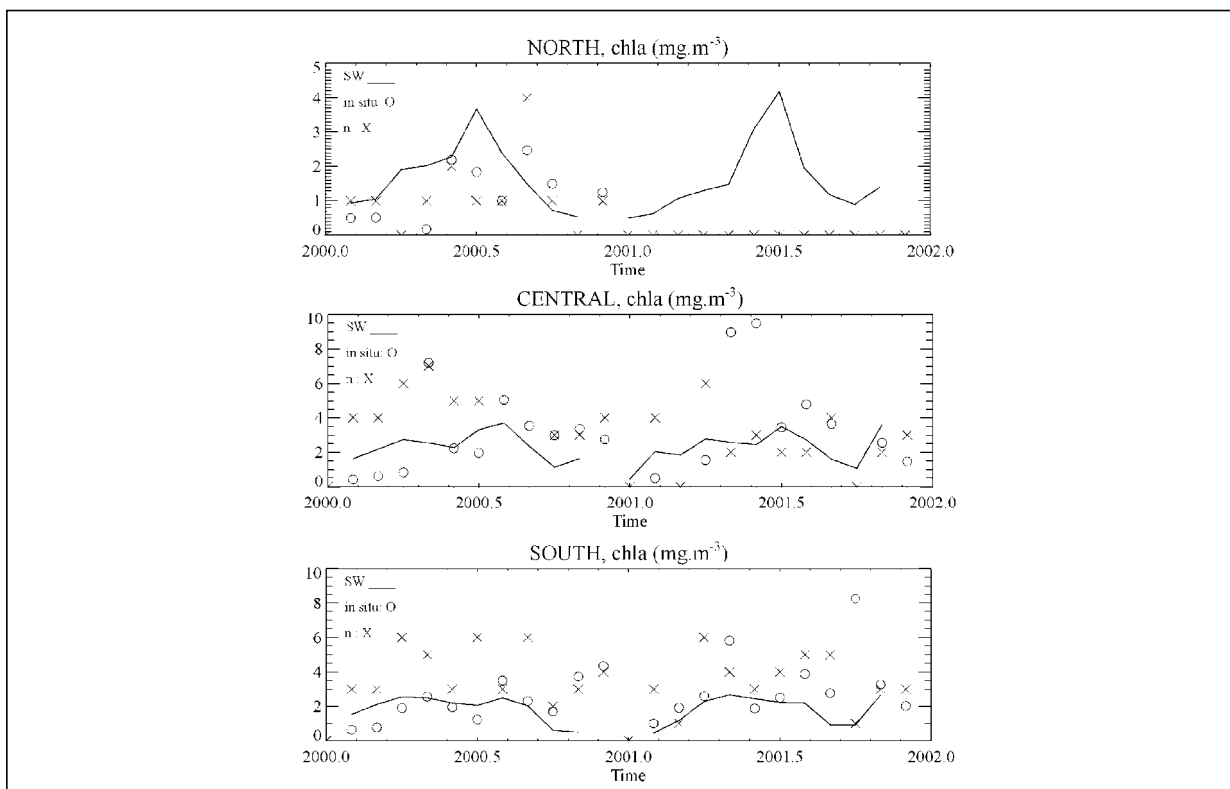 NORTH, chla (mg.m⁻³)
5
SW ____
4
in situ: O
3
n : X
2
1
0
2000.0 2000.5 2001.0 2001.5 2002.0
Time
CENTRAL, chla (mg.m⁻³)
10
SW ____
8
in situ: O
6
n : X
4
2
0
2000.0 2000.5 2001.0 2001.5 2002.0
Time
SOUTH, chla (mg.m⁻³)
10
SW ____
8
in situ: O
6
n : X
4
2
0
2000.0 2000.5 2001.0 2001.5 2002.0
Time